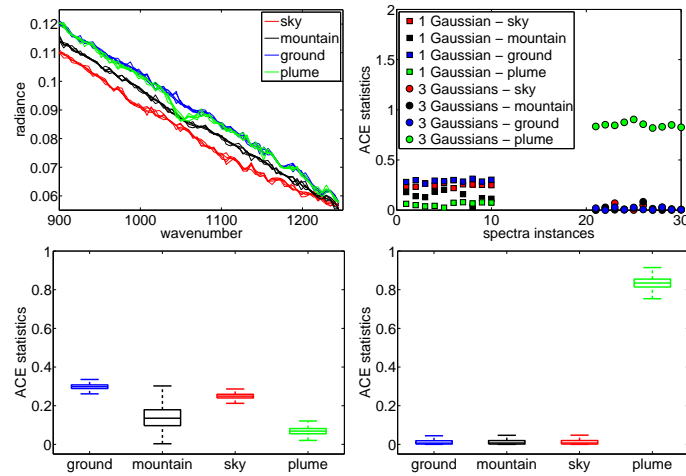 0.12
0.11
0.1
0.09
0.08
0.07
0.06
radiance
900
1000
1100
1200
wavenumber
sky
mountain
ground
plume
2
1.5
1
0.5
0
ACE statistics
0
10
20
30
spectra instances
1 Gaussian – sky
1 Gaussian – mountain
1 Gaussian – ground
1 Gaussian – plume
3 Gaussians – sky
3 Gaussians – mountain
3 Gaussians – ground
3 Gaussians – plume
1
0.8
0.6
0.4
0.2
0
ACE statistics
ground
mountain
sky
plume
1
0.8
0.6
0.4
0.2
0
ACE statistics
ground
mountain
sky
plume